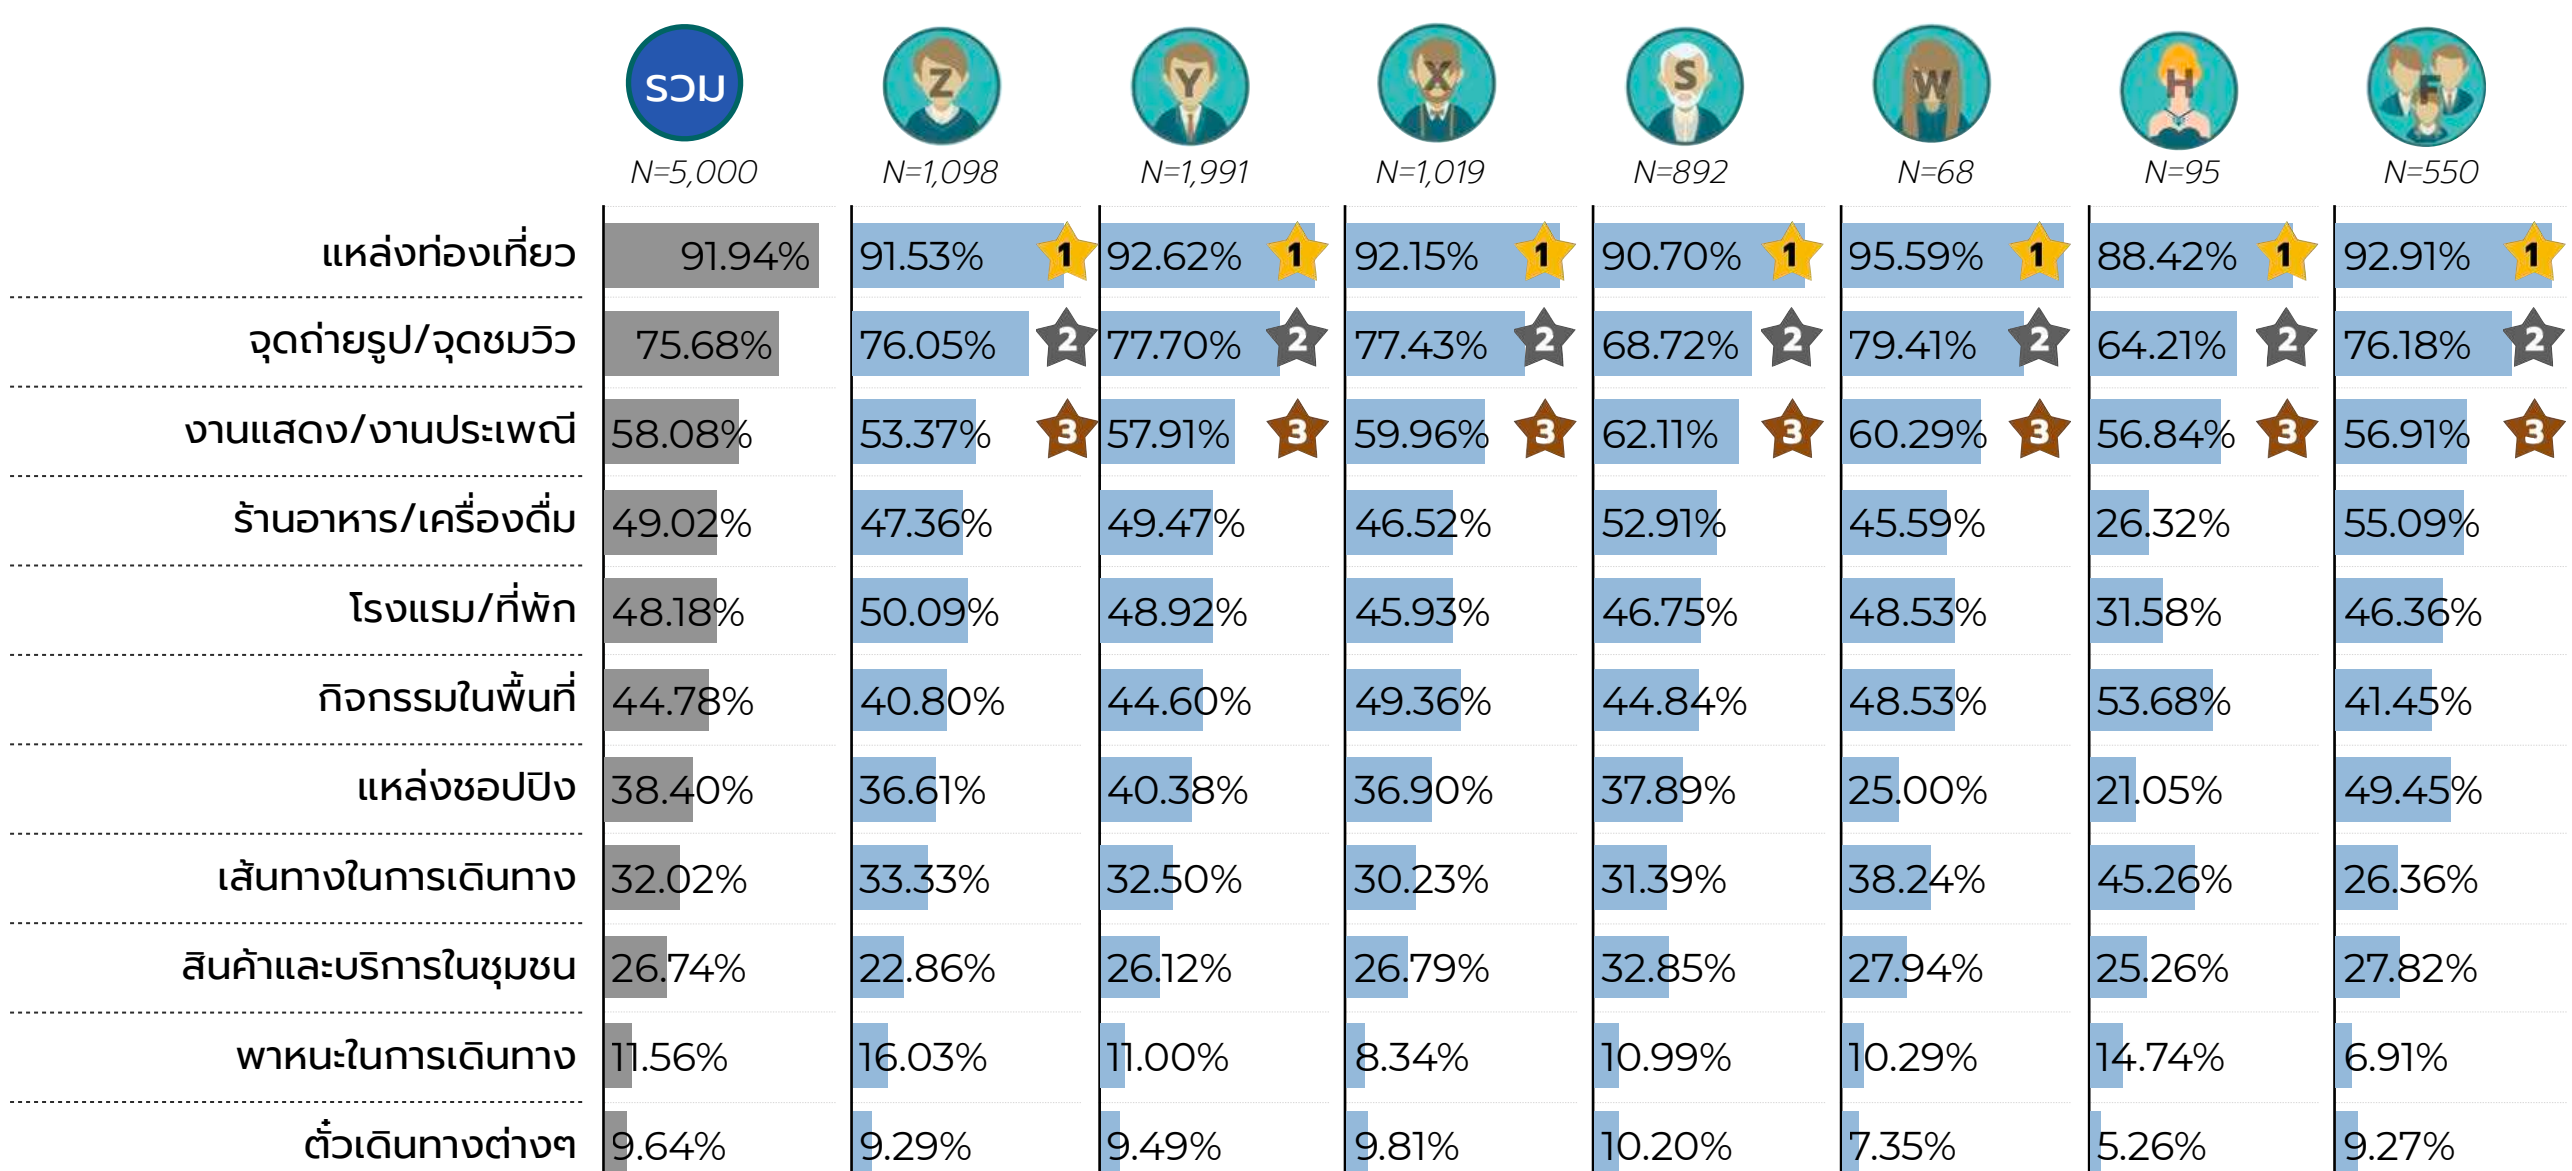 รวม Z Y X S W H F
N=5,000 N=1,098 N=1,991 N=1,019 N=892 N=68 N=95 N=550
แหล่งท่องเที่ยว 91.94% 91.53% 1 92.62% 1 92.15% 1 90.70% 1 95.59% 1 88.42% 1 92.91% 1
จุดถ่ายรูป/จุดชมวิว 75.68% 76.05% 2 77.70% 2 77.43% 2 68.72% 2 79.41% 2 64.21% 2 76.18% 2
งานแสดง/งานประเพณี 58.08% 53.37% 3 57.91% 3 59.96% 3 62.11% 3 60.29% 3 56.84% 3 56.91% 3
ร้านอาหาร/เครื่องดื่ม 49.02% 47.36% 49.47% 46.52% 52.91% 45.59% 26.32% 55.09%
โรงแรม/ที่พัก 48.18% 50.09% 48.92% 45.93% 46.75% 48.53% 31.58% 46.36%
กิจกรรมในพื้นที่ 44.78% 40.80% 44.60% 49.36% 44.84% 48.53% 53.68% 41.45%
แหล่งชอปปิง 38.40% 36.61% 40.38% 36.90% 37.89% 25.00% 21.05% 49.45%
เส้นทางในการเดินทาง 32.02% 33.33% 32.50% 30.23% 31.39% 38.24% 45.26% 26.36%
สินค้าและบริการในชุมชน 26.74% 22.86% 26.12% 26.79% 32.85% 27.94% 25.26% 27.82%
พาหนะในการเดินทาง 11.56% 16.03% 11.00% 8.34% 10.99% 10.29% 14.74% 6.91%
ตั๋วเดินทางต่างๆ 9.64% 9.29% 9.49% 9.81% 10.20% 7.35% 5.26% 9.27%